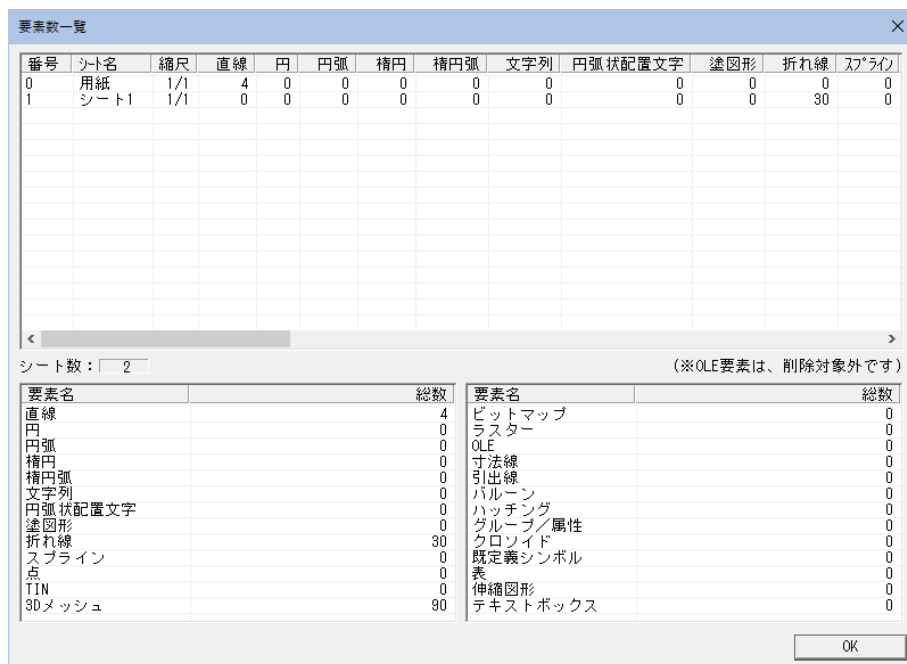 要素数一覧
番号 シート名 縮尺 直線 円 円弧 楕円 楕円弧 文字列 円弧状配置文字 塗図形 折れ線 スプライン
0 用紙 1/1 4 0 0 0 0 0 0 0 0 0
1 シート1 1/1 0 0 0 0 0 0 0 0 30 0
シート数： 2 (※OLE要素は、削除対象外です)
要素名 総数
直線 4
円 0
円弧 0
楕円 0
楕円弧 0
文字列 0
円弧状配置文字 0
塗図形 0
折れ線 30
スプライン 0
点 0
TIN 0
3Dメッシュ 90
要素名 総数
ビットマップ 0
ラスター 0
OLE 0
寸法線 0
引出線 0
バルーン 0
ハッチング 0
グループ／属性 0
クロソイド 0
既定義シンボル 0
表 0
伸縮図形 0
テキストボックス 0
OK